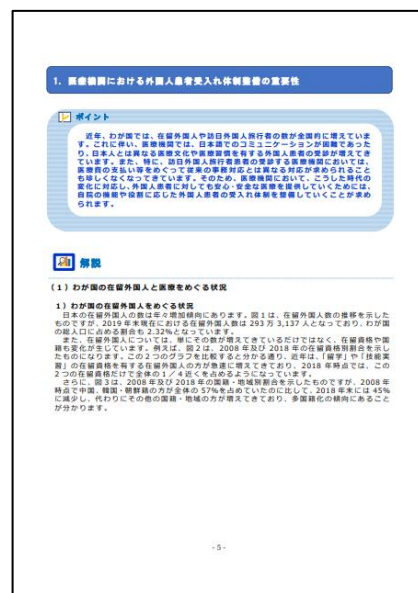 1. 医療機関における外国人患者受入れ体制整備の重要性
ポイント
近年、わが国では、在留外国人や訪日外国人旅行者の数が全国的に増えていま
す。これに伴い、医療機関では、日本語でのコミュニケーションが困難であった
り、日本人とは異なる医療文化や医療習慣を有する外国人患者の受診が増えてき
ています。また、特に、訪日外国人旅行者患者の受診する医療機関においては、
医療費の支払い等をめぐって従来の事務対応とは異なる対応が求められること
も珍しくなくなってきています。そのため、医療機関において、こうした時代の
変化に対応し、外国人患者に対しても安心・安全な医療を提供していくためには、
自院の機能や役割に応じた外国人患者の受入れ体制を整備していくことが求め
られます。
解説
(1)わが国の在留外国人と医療をめぐる状況
1)わが国の在留外国人をめぐる状況
日本の在留外国人の数は年々増加傾向にあります。図1は、在留外国人数の推移を示した
ものですが、2019年末現在における在留外国人数は293万3,137人となっており、わが国
の総人口に占める割合も2.32%となっています。
また、在留外国人については、単にその数が増えてきているだけではなく、在留資格や国
籍も変化が生じています。例えば、図2は、2008年及び2018年の在留資格別割合を示し
たものになります。この2つのグラフを比較すると分かる通り、近年は、「留学」や「技能実
習」の在留資格を有する在留外国人の方が急速に増えてきており、2018年時点では、この
2つの在留資格だけで全体の1/4近くを占めるようになっています。
さらに、図3は、2008年及び2018年の国籍・地域別割合を示したものですが、2008年
時点で中国、韓国・朝鮮籍の方が全体の57%を占めていたのに比して、2018年末には45%
に減少し、代わりにその他の国籍・地域の方が増えてきており、多国籍化の傾向にあること
が分かります。
- 5 -